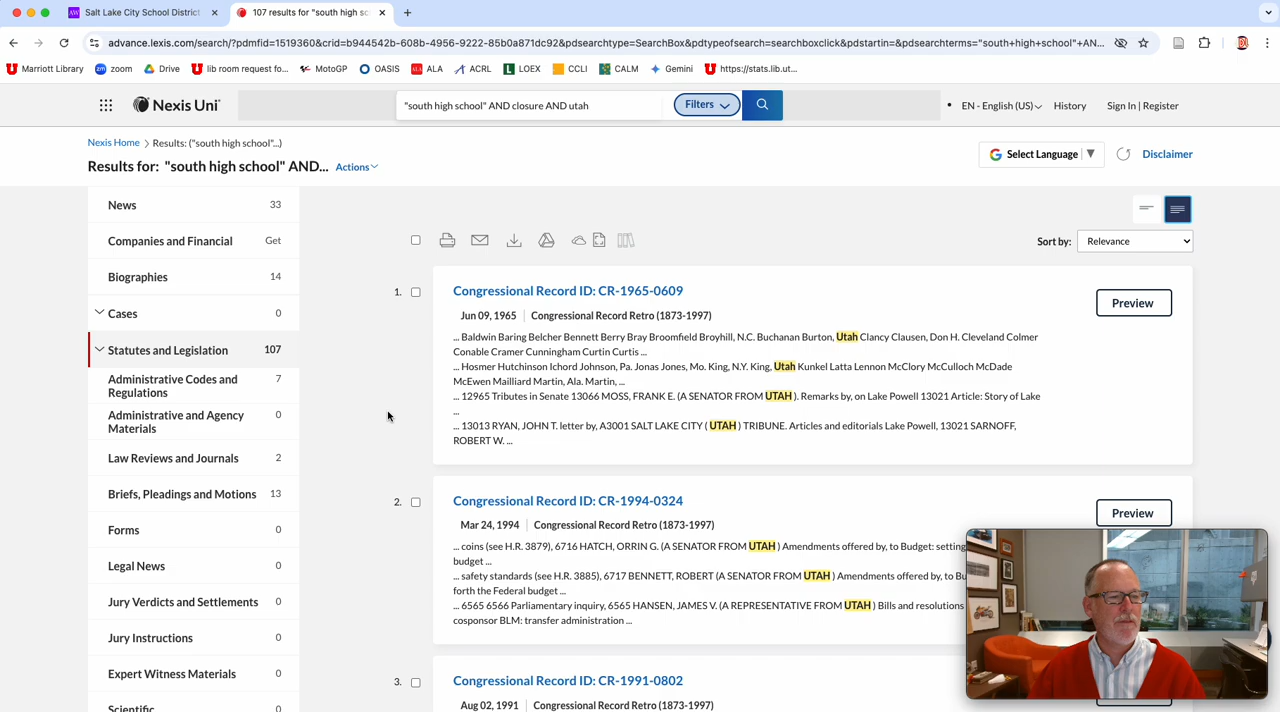 Salt Lake City School District
107 results for "south high sc
advance.lexis.com/search/?pdmfid=1519360&crid=b944542b-608b-4956-9222-85b0a871dc92&pdsearchtype=SearchBox&pdtypeofsearch=searchboxclick&pdstartin=&pdsearchterms="south+high+school"+AN...
Marriott Library
zoom
Drive
lib room request fo...
MotoGP
OASIS
ALA
ACRL
LOEX
CCLI
CALM
Gemini
https://stats.lib.ut...
Nexis Uni
"south high school" AND closure AND utah
Filters
EN - English (US)
History
Sign In | Register
Nexis Home
Results: ("south high school"...)
Results for: "south high school" AND...
Actions
Select Language
Disclaimer
News 33
Companies and Financial Get
Biographies 14
Cases 0
Statutes and Legislation 107
Administrative Codes and
Regulations 7
Administrative and Agency
Materials 0
Law Reviews and Journals 2
Briefs, Pleadings and Motions 13
Forms 0
Legal News 0
Jury Verdicts and Settlements 0
Jury Instructions 0
Expert Witness Materials 0
Scientific
Sort by: Relevance
1. Congressional Record ID: CR-1965-0609
Preview
Jun 09, 1965 | Congressional Record Retro (1873-1997)
... Baldwin Baring Belcher Bennett Berry Bray Broomfield Broyhill, N.C. Buchanan Burton, Utah Clancy Clausen, Don H. Cleveland Colmer
Conable Cramer Cunningham Curtin Curtis ...
... Hosmer Hutchinson Ichord Johnson, Pa. Jonas Jones, Mo. King, N.Y. King, Utah Kunkel Latta Lennon McClory McCulloch McDade
McEwen Mailliard Martin, Ala. Martin, ...
... 12965 Tributes in Senate 13066 MOSS, FRANK E. (A SENATOR FROM UTAH ). Remarks by, on Lake Powell 13021 Article: Story of Lake
...
... 13013 RYAN, JOHN T. letter by, A3001 SALT LAKE CITY ( UTAH ) TRIBUNE. Articles and editorials Lake Powell, 13021 SARNOFF,
ROBERT W. ...
2. Congressional Record ID: CR-1994-0324
Preview
Mar 24, 1994 | Congressional Record Retro (1873-1997)
... coins (see H.R. 3879), 6716 HATCH, ORRIN G. (A SENATOR FROM UTAH ) Amendments offered by, to Budget: setting
budget ...
... safety standards (see H.R. 3885), 6717 BENNETT, ROBERT (A SENATOR FROM UTAH ) Amendments offered by, to Bu
forth the Federal budget ...
... 6565 6566 Parliamentary inquiry, 6565 HANSEN, JAMES V. (A REPRESENTATIVE FROM UTAH ) Bills and resolutions
cosponsor BLM: transfer administration ...
3. Congressional Record ID: CR-1991-0802
Aug 02, 1991 | Congressional Record Retro (1873-1997)